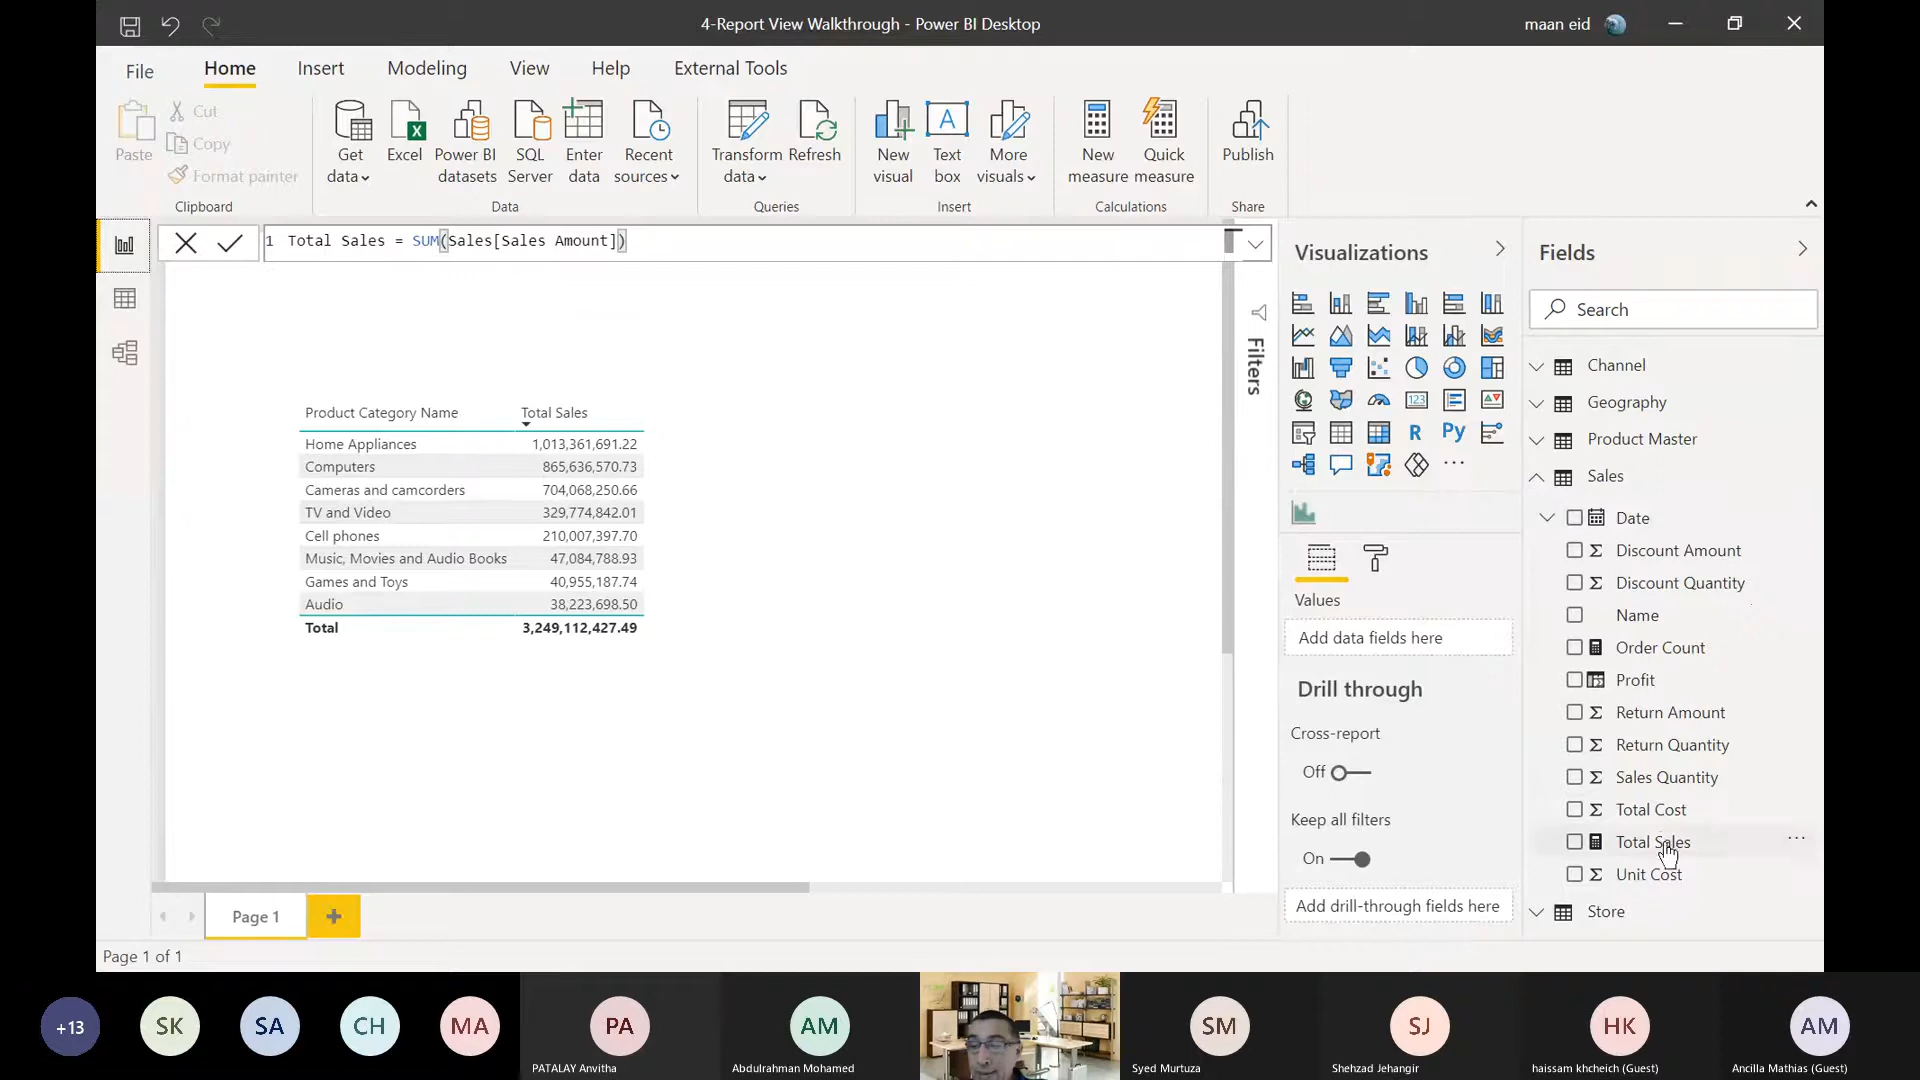 4-Report View Walkthrough - Power BI Desktop
maan eid
File
Home
Insert
Modeling
View
Help
External Tools
Paste
Cut
Copy
Format painter
Clipboard
Get data
Excel
Power BI datasets
SQL Server
Enter data
Recent sources
Data
Transform data
Refresh
Queries
New visual
Text box
More visuals
Insert
New measure
Quick measure
Calculations
Publish
Share
1 Total Sales = SUM(Sales[Sales Amount])
Product Category Name Total Sales
Home Appliances 1,013,361,691.22
Computers 865,636,570.73
Cameras and camcorders 704,068,250.66
TV and Video 329,774,842.01
Cell phones 210,007,397.70
Music, Movies and Audio Books 47,084,788.93
Games and Toys 40,955,187.74
Audio 38,223,698.50
Total 3,249,112,427.49
Filters
Visualizations
123
R
Py
...
Values
Add data fields here
Drill through
Cross-report
Off
Keep all filters
On
Add drill-through fields here
Fields
Search
Channel
Geography
Product Master
Sales
Date
Σ Discount Amount
Σ Discount Quantity
Name
Order Count
Profit
Σ Return Amount
Σ Return Quantity
Σ Sales Quantity
Σ Total Cost
Total Sales ...
Σ Unit Cost
Store
Page 1
+
Page 1 of 1
+13
SK
SA
CH
MA
PA
PATALAY Anvitha
AM
Abdulrahman Mohamed
SM
Syed Murtuza
SJ
Shehzad Jehangir
HK
haissam khcheich (Guest)
AM
Ancilla Mathias (Guest)